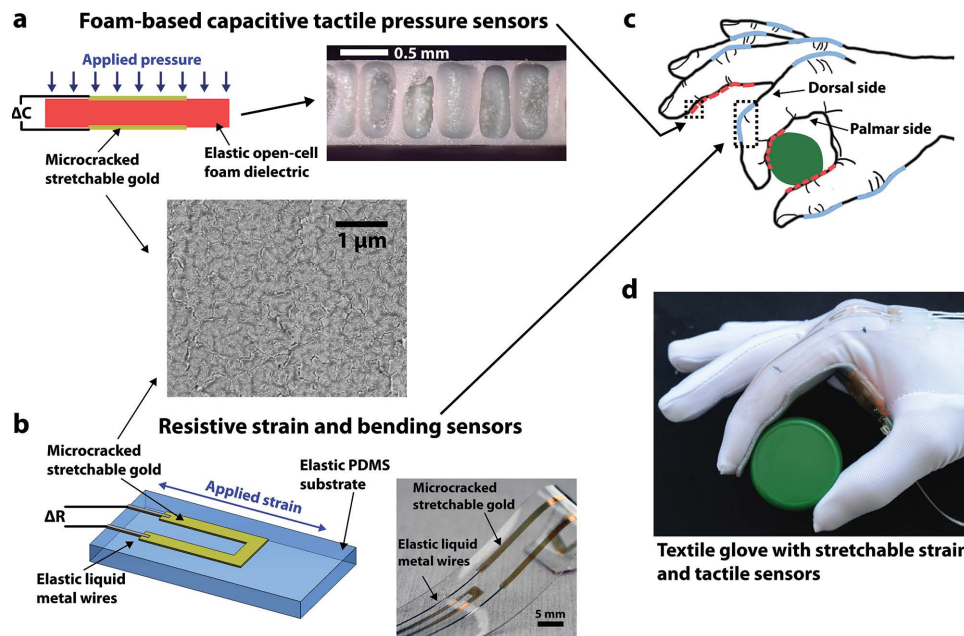 a
Foam-based capacitive tactile pressure sensors
Applied pressure
ΔC
Microcracked
stretchable gold
Elastic open-cell
foam dielectric
0.5 mm
1 μm
c
Dorsal side
Palmar side
b
Resistive strain and bending sensors
Microcracked
stretchable gold
Elastic PDMS
substrate
Applied strain
ΔR
Elastic liquid
metal wires
Microcracked
stretchable gold
Elastic liquid
metal wires
5 mm
d
Textile glove with stretchable strain
and tactile sensors